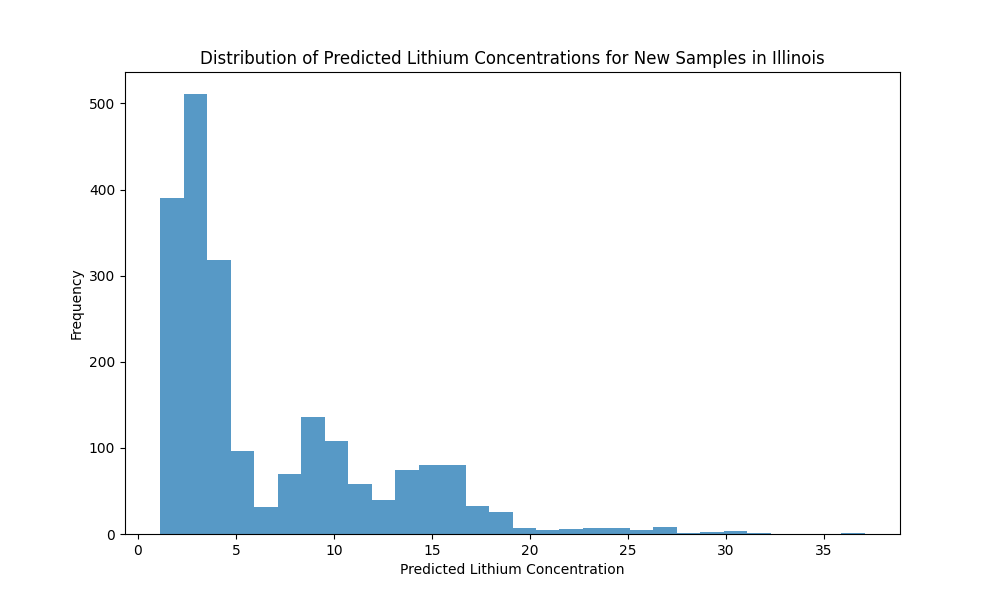 Distribution of Predicted Lithium Concentrations for New Samples in Illinois
500
400
300
200
100
0
Frequency
0 5 10 15 20 25 30 35
Predicted Lithium Concentration